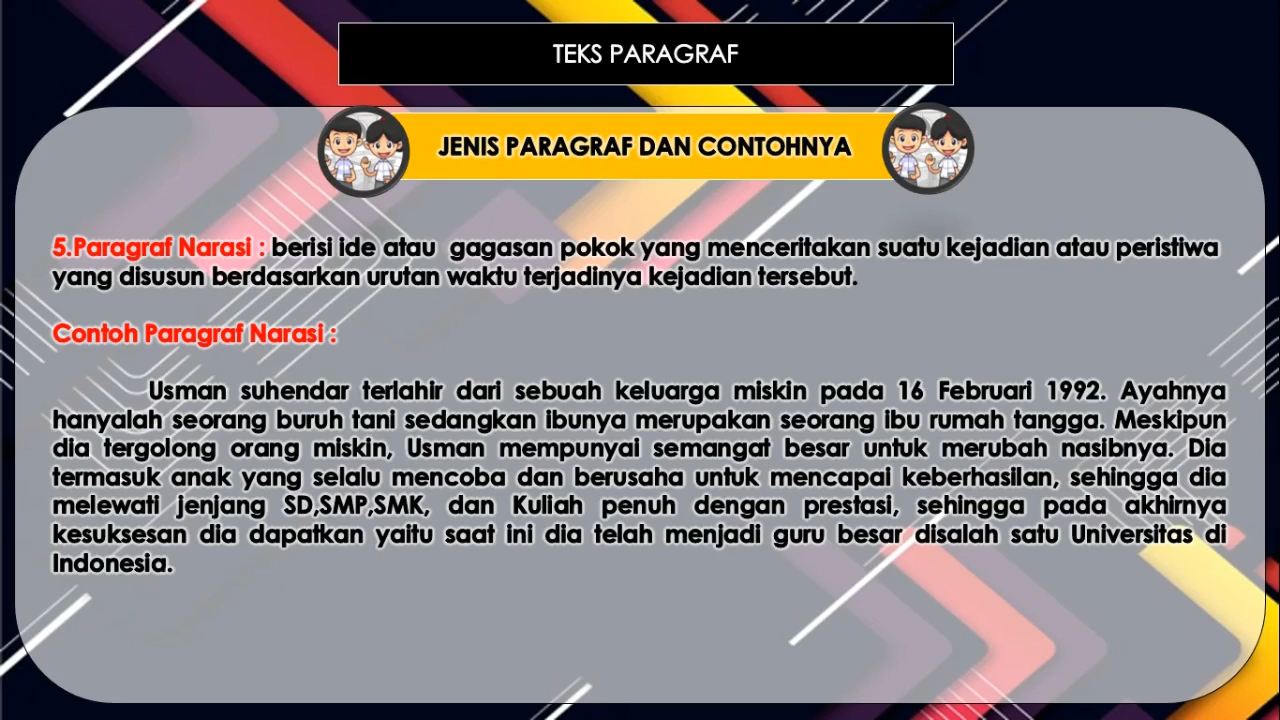 TEKS PARAGRAF
JENIS PARAGRAF DAN CONTOHNYA
5.Paragraf Narasi : berisi ide atau  gagasan pokok yang menceritakan suatu kejadian atau peristiwa
yang disusun berdasarkan urutan waktu terjadinya kejadian tersebut.
Contoh Paragraf Narasi :
Usman suhendar terlahir dari sebuah keluarga miskin pada 16 Februari 1992. Ayahnya
hanyalah seorang buruh tani sedangkan ibunya merupakan seorang ibu rumah tangga. Meskipun
dia tergolong orang miskin, Usman mempunyai semangat besar untuk merubah nasibnya. Dia
termasuk anak yang selalu mencoba dan berusaha untuk mencapai keberhasilan, sehingga dia
melewati jenjang SD,SMP,SMK, dan Kuliah penuh dengan prestasi, sehingga pada akhirnya
kesuksesan dia dapatkan yaitu saat ini dia telah menjadi guru besar disalah satu Universitas di
Indonesia.